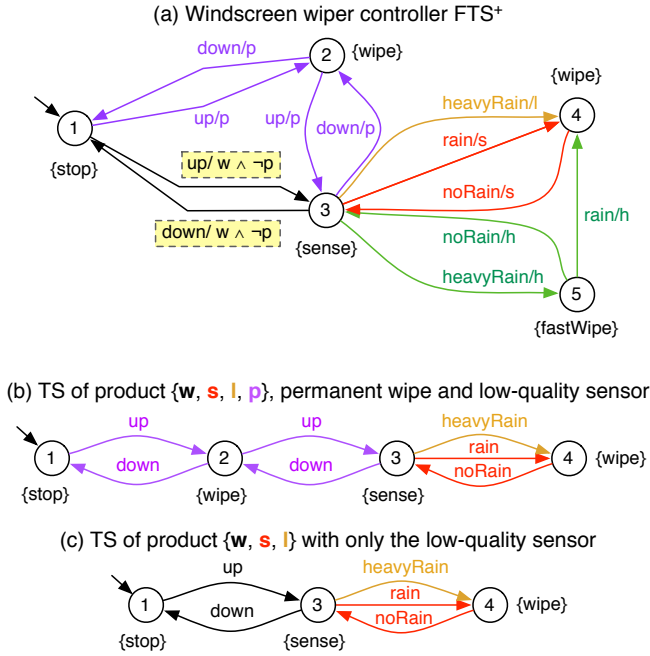 (a) Windscreen wiper controller FTS+
down/p
2
{wipe}
{wipe}
heavyRain/l
4
1
up/p
up/p
down/p
rain/s
{stop}
up/ w ∧ ¬p
noRain/s
3
rain/h
down/ w ∧ ¬p
noRain/h
{sense}
heavyRain/h
5
{fastWipe}
(b) TS of product {w, s, l, p}, permanent wipe and low-quality sensor
up
up
heavyRain
rain
1
down
2
down
3
noRain
4
{wipe}
{stop}
{wipe}
{sense}
(c) TS of product {w, s, l} with only the low-quality sensor
up
heavyRain
rain
1
down
3
noRain
4
{wipe}
{stop}
{sense}